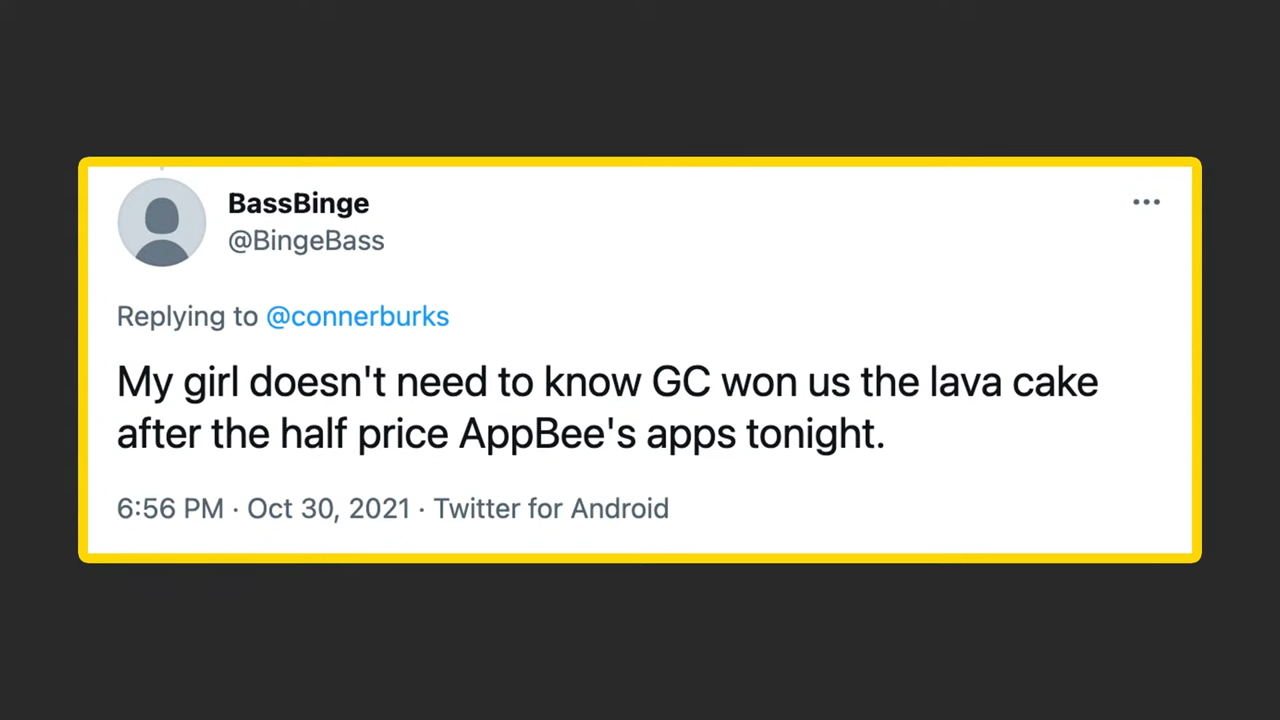 BassBinge
@BingeBass
Replying to @connerburks
My girl doesn't need to know GC won us the lava cake
after the half price AppBee's apps tonight.
6:56 PM · Oct 30, 2021 · Twitter for Android